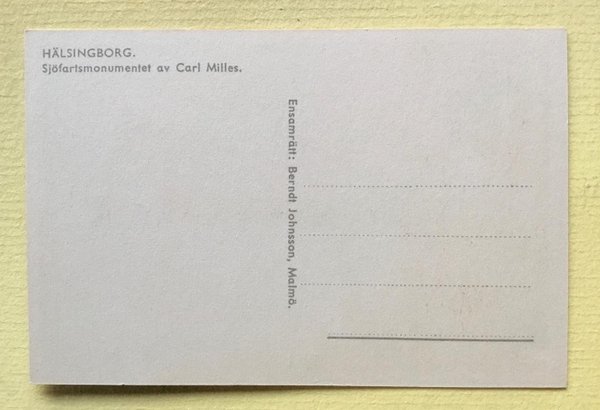 HÄLSINGBORG.
Sjöfartsmonumentet av Carl Milles.
Ensamrätt: Berndt Johnsson, Malmö.